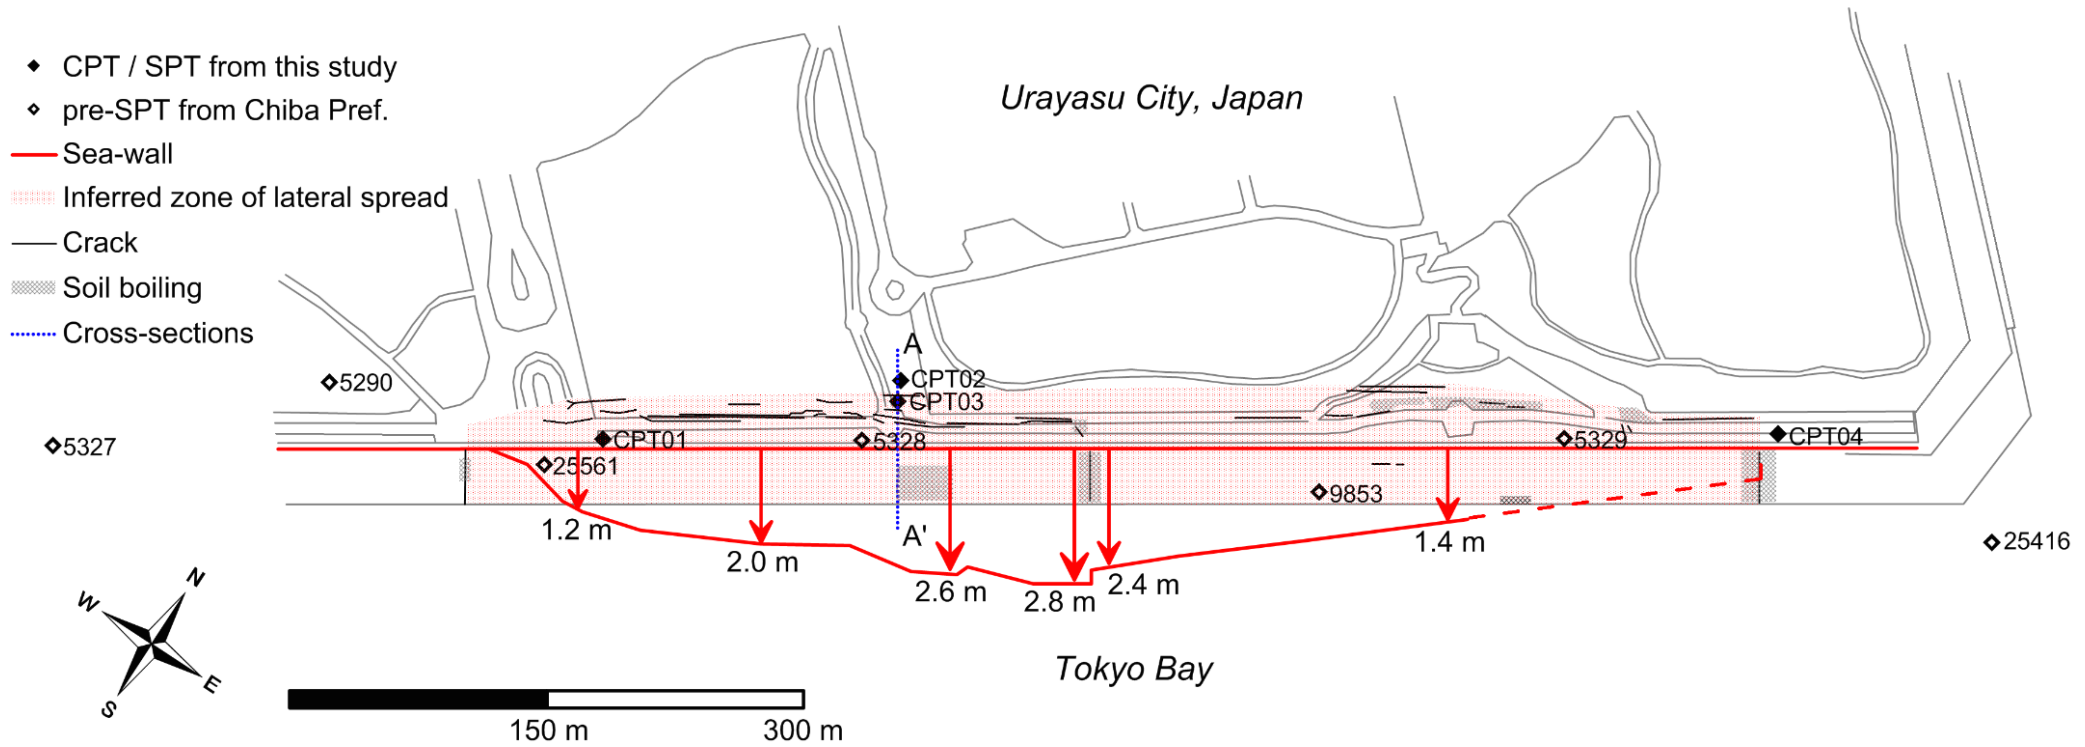 CPT / SPT from this study
pre-SPT from Chiba Pref.
Sea-wall
Inferred zone of lateral spread
Crack
Soil boiling
Cross-sections
Urayasu City, Japan
A
CPT02
5290
CPT03
CPT01
5328
5329
CPT04
5327
25561
9853
1.2 m
A'
2.0 m
2.6 m
2.8 m
2.4 m
1.4 m
25416
N
W
E
S
Tokyo Bay
150 m
300 m